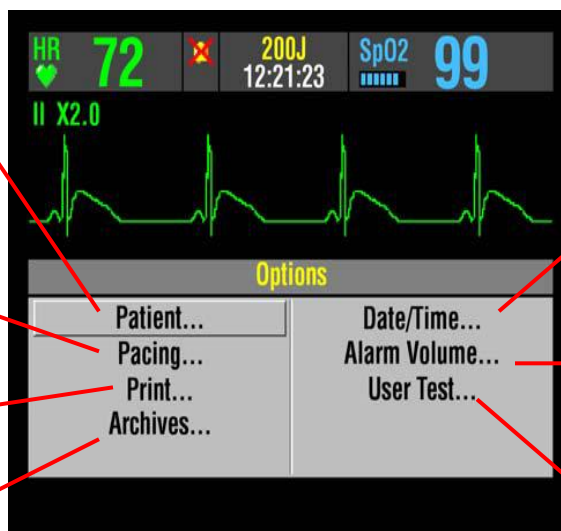 HR 72 200J SpO2 99
12:21:23
II X2.0
Options
Patient... Date/Time...
Pacing... Alarm Volume...
Print... User Test...
Archives...